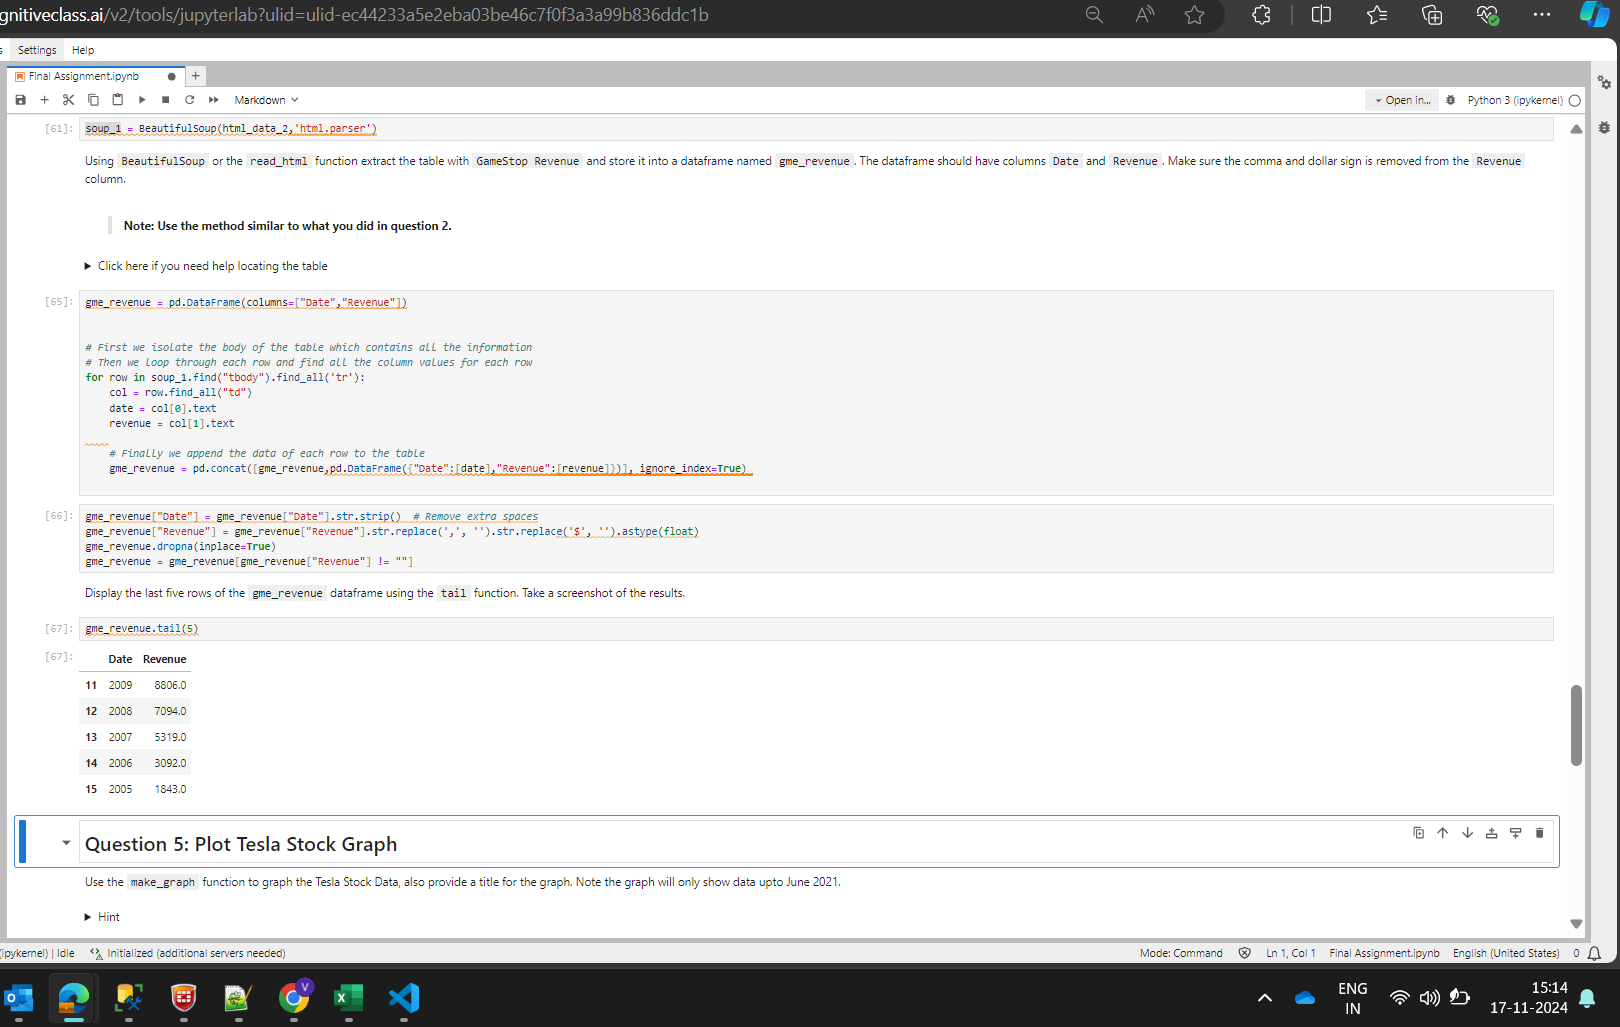 gnitiveclass.ai/v2/tools/jupyterlab?ulid=ulid-ec44233a5e2eba03be46c7f0f3a3a99b836ddc1b
s Settings Help
Final Assignment.ipynb
Markdown
Open in...
Python 3 (ipykernel)
[61]: soup_1 = BeautifulSoup(html_data_2,'html.parser')
Using BeautifulSoup or the read_html function extract the table with GameStop Revenue and store it into a dataframe named gme_revenue. The dataframe should have columns Date and Revenue. Make sure the comma and dollar sign is removed from the Revenue
column.
Note: Use the method similar to what you did in question 2.
Click here if you need help locating the table
[65]: gme_revenue = pd.DataFrame(columns=["Date","Revenue"])
# First we isolate the body of the table which contains all the information
# Then we loop through each row and find all the column values for each row
for row in soup_1.find("tbody").find_all('tr'):
col = row.find_all("td")
date = col[0].text
revenue = col[1].text
# Finally we append the data of each row to the table
gme_revenue = pd.concat([gme_revenue,pd.DataFrame({"Date":[date],"Revenue":[revenue]})], ignore_index=True)
[66]: gme_revenue["Date"] = gme_revenue["Date"].str.strip() # Remove extra spaces
gme_revenue["Revenue"] = gme_revenue["Revenue"].str.replace(',', '').str.replace('$', '').astype(float)
gme_revenue.dropna(inplace=True)
gme_revenue = gme_revenue[gme_revenue["Revenue"] != ""]
Display the last five rows of the gme_revenue dataframe using the tail function. Take a screenshot of the results.
[67]: gme_revenue.tail(5)
[67]: Date Revenue
11 2009 8806.0
12 2008 7094.0
13 2007 5319.0
14 2006 3092.0
15 2005 1843.0
Question 5: Plot Tesla Stock Graph
Use the make_graph function to graph the Tesla Stock Data, also provide a title for the graph. Note the graph will only show data upto June 2021.
Hint
(ipykernel) | Idle
Initialized (additional servers needed)
Mode: Command
Ln 1, Col 1
Final Assignment.ipynb
English (United States)
0
V
ENG
IN
15:14
17-11-2024